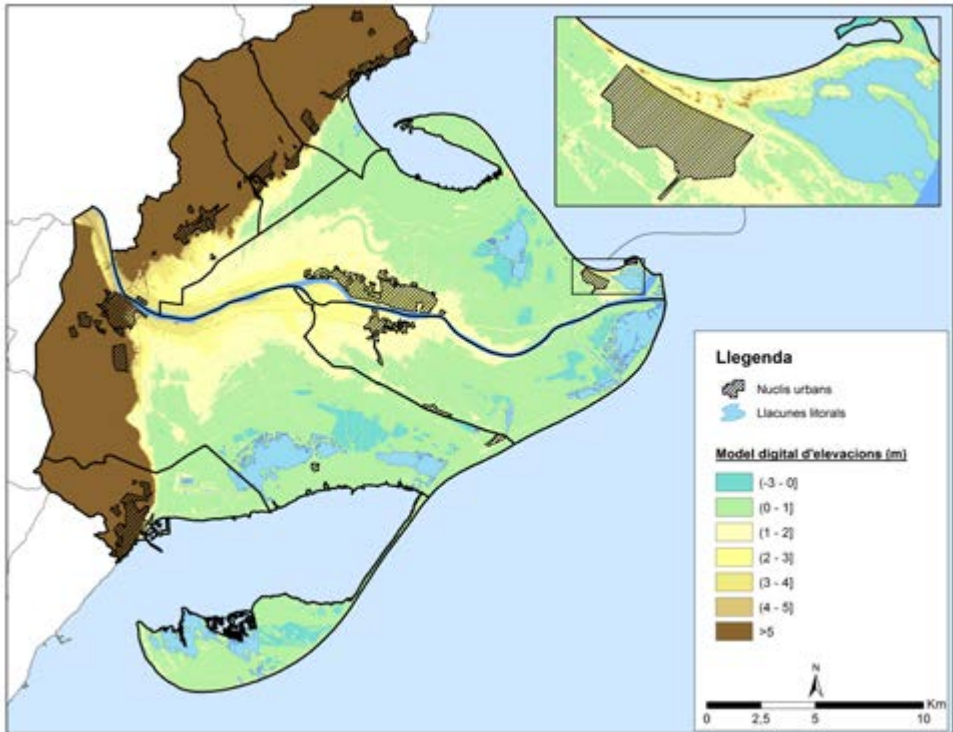 Llegenda
Nuclis urbans
Llacunes litorals
Model digital d'elevacions (m)
(-3 - 0]
(0 - 1]
(1 - 2]
(2 - 3]
(3 - 4]
(4 - 5]
>5
N
Km
0 2,5 5 10